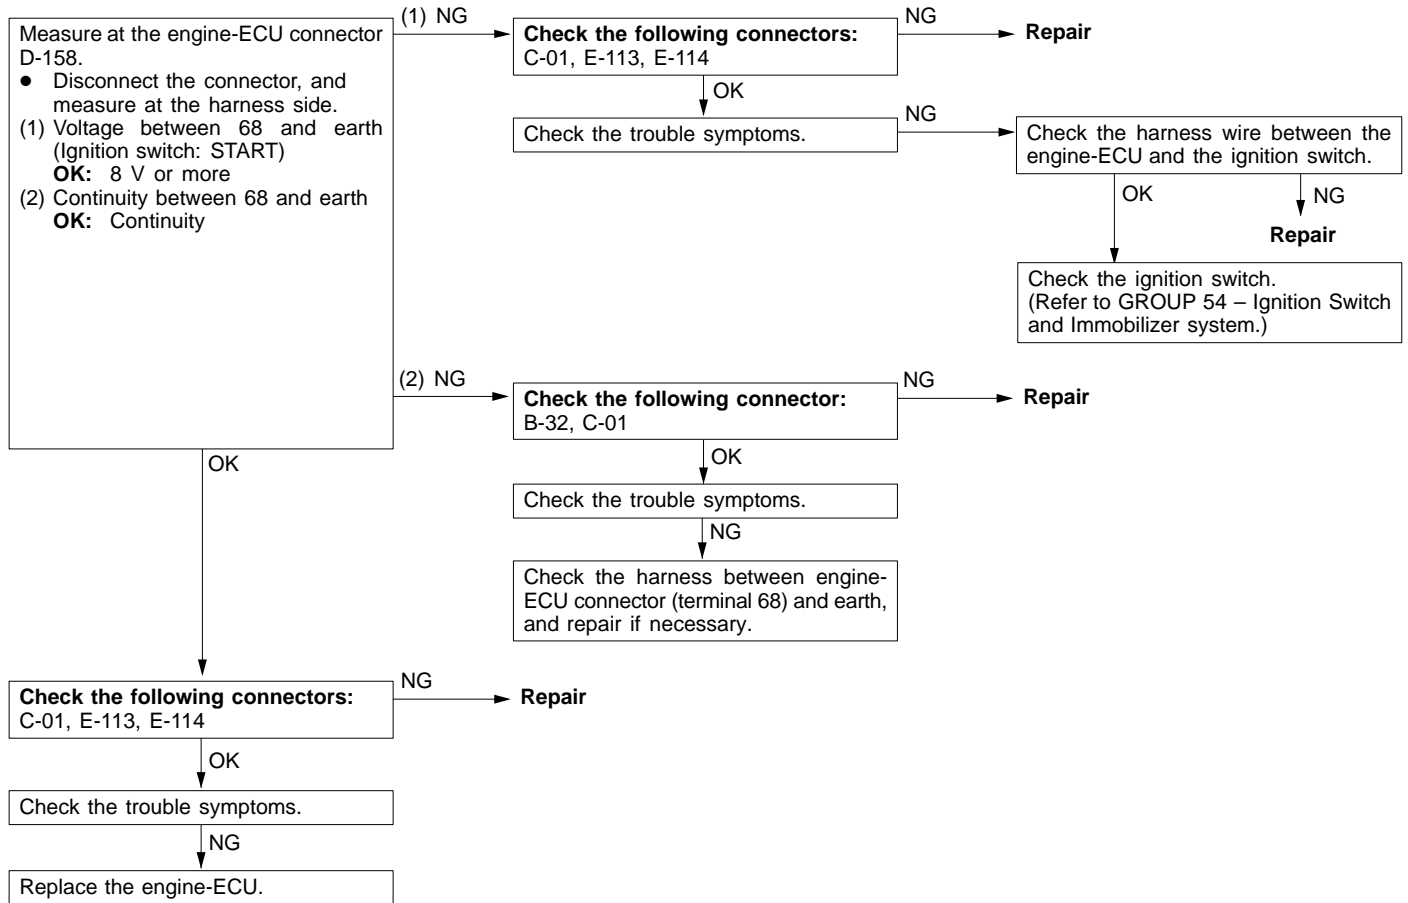 Measure at the engine-ECU connector
D-158.
● Disconnect the connector, and
measure at the harness side.
(1) Voltage between 68 and earth
(Ignition switch: START)
OK: 8 V or more
(2) Continuity between 68 and earth
OK: Continuity
(1) NG
Check the following connectors:
C-01, E-113, E-114
NG
Repair
OK
Check the trouble symptoms.
NG
Check the harness wire between the
engine-ECU and the ignition switch.
OK
NG
Repair
Check the ignition switch.
(Refer to GROUP 54 – Ignition Switch
and Immobilizer system.)
(2) NG
Check the following connector:
B-32, C-01
NG
Repair
OK
Check the trouble symptoms.
NG
Check the harness between engine-
ECU connector (terminal 68) and earth,
and repair if necessary.
OK
Check the following connectors:
C-01, E-113, E-114
NG
Repair
OK
Check the trouble symptoms.
NG
Replace the engine-ECU.